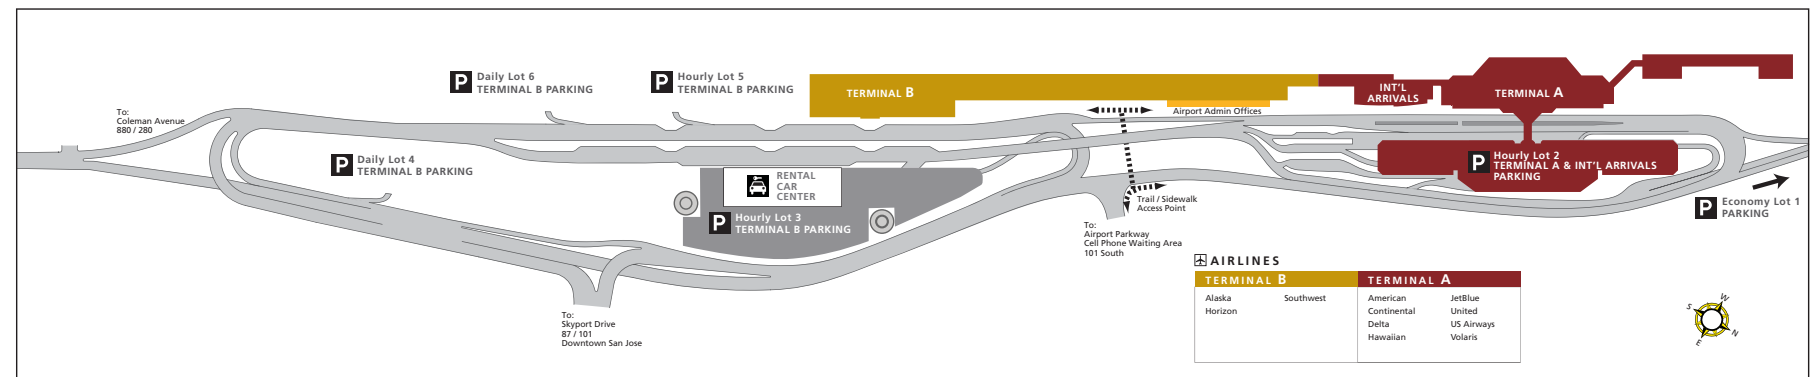 P Daily Lot 6
TERMINAL B PARKING
P Hourly Lot 5
TERMINAL B PARKING
TERMINAL B
INT'L
ARRIVALS
TERMINAL A
Airport Admin Offices
To:
Coleman Avenue
880 / 280
P Daily Lot 4
TERMINAL B PARKING
RENTAL
CAR
CENTER
P Hourly Lot 3
TERMINAL B PARKING
P Hourly Lot 2
TERMINAL A & INT'L ARRIVALS
PARKING
Trail / Sidewalk
Access Point
P Economy Lot 1
PARKING
To:
Airport Parkway
Cell Phone Waiting Area
101 South
To:
Skyport Drive
87 / 101
Downtown San Jose
AIRLINES
TERMINAL B
Alaska
Horizon
Southwest
TERMINAL A
American
Continental
Delta
Hawaiian
JetBlue
United
US Airways
Volaris
S
W
N
E